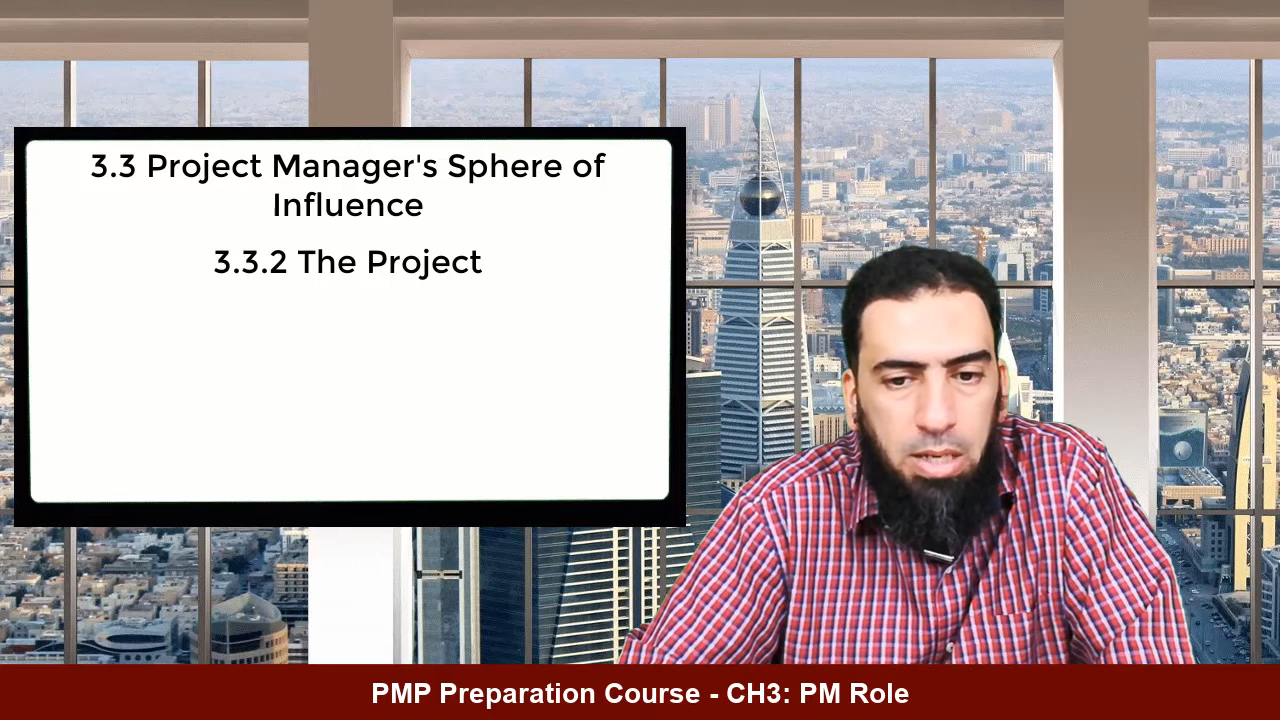 3.3 Project Manager's Sphere of
Influence
3.3.2 The Project
PMP Preparation Course - CH3: PM Role